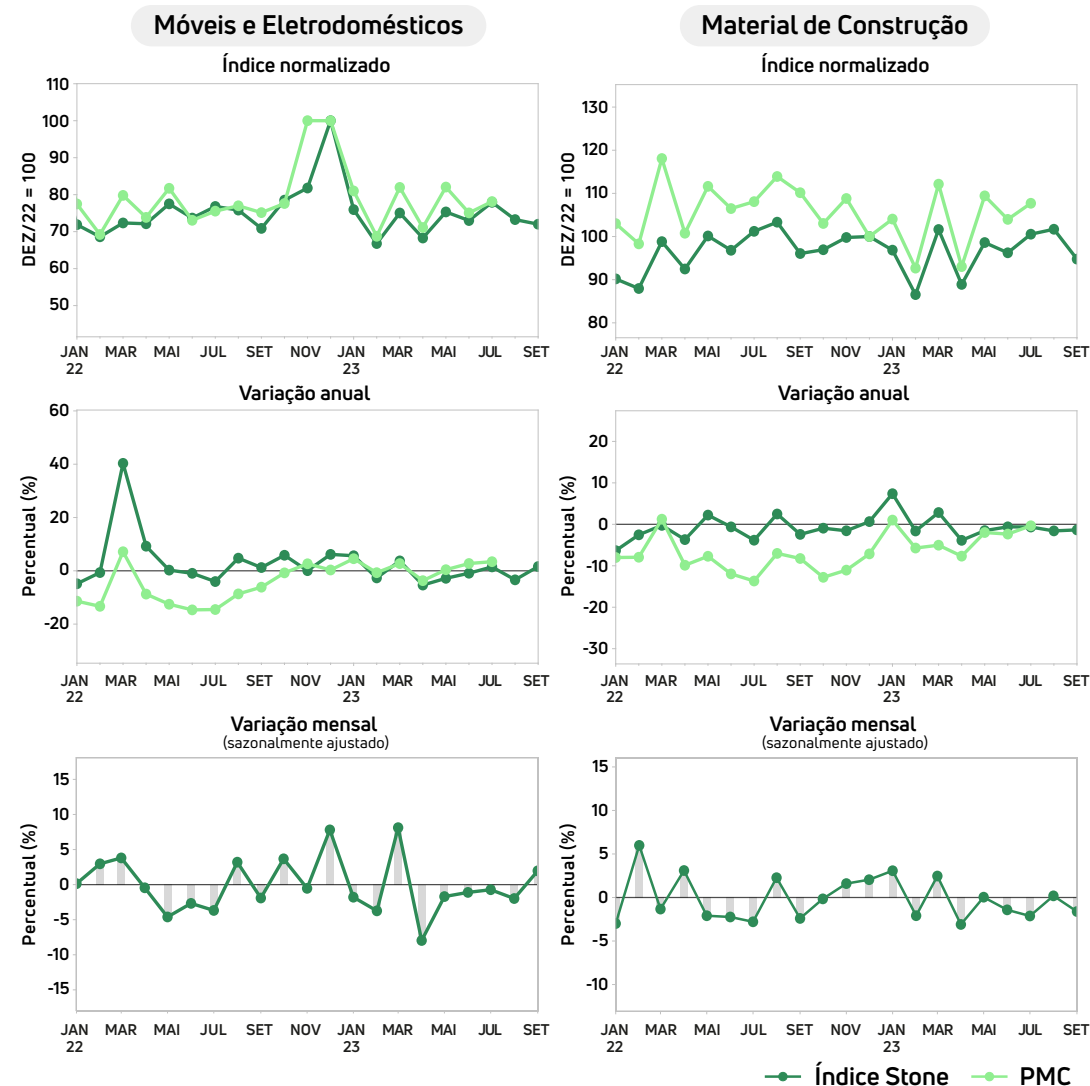 Móveis e Eletrodomésticos
Índice normalizado
DEZ/22 = 100
110
100
90
80
70
60
50
JAN MAR MAI JUL SET NOV JAN MAR MAI JUL SET
22 23
Variação anual
Percentual (%)
60
40
20
0
-20
JAN MAR MAI JUL SET NOV JAN MAR MAI JUL SET
22 23
Variação mensal
(sazonalmente ajustado)
Percentual (%)
15
10
5
0
-5
-10
-15
JAN MAR MAI JUL SET NOV JAN MAR MAI JUL SET
22 23
Material de Construção
Índice normalizado
DEZ/22 = 100
130
120
110
100
90
80
JAN MAR MAI JUL SET NOV JAN MAR MAI JUL SET
22 23
Variação anual
Percentual (%)
20
10
0
-10
-20
-30
JAN MAR MAI JUL SET NOV JAN MAR MAI JUL SET
22 23
Variação mensal
(sazonalmente ajustado)
Percentual (%)
15
10
5
0
-5
-10
JAN MAR MAI JUL SET NOV JAN MAR MAI JUL SET
22 23
Índice Stone PMC